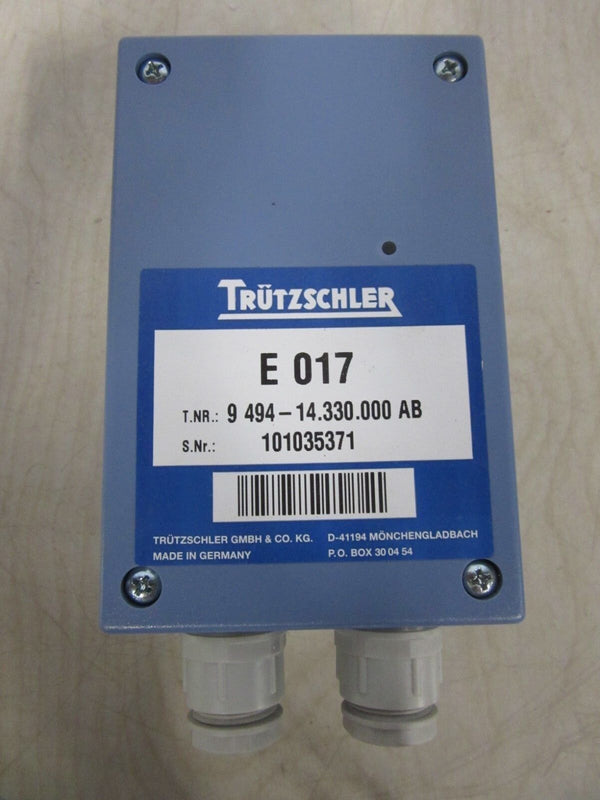 TRÜTZSCHLER
E 017
T.NR.: 9 494-14.330.000 AB
S.Nr.: 101035371
TRÜTZSCHLER GMBH & CO. KG. D-41194 MÖNCHENGLADBACH
MADE IN GERMANY P.O. BOX 30 04 54